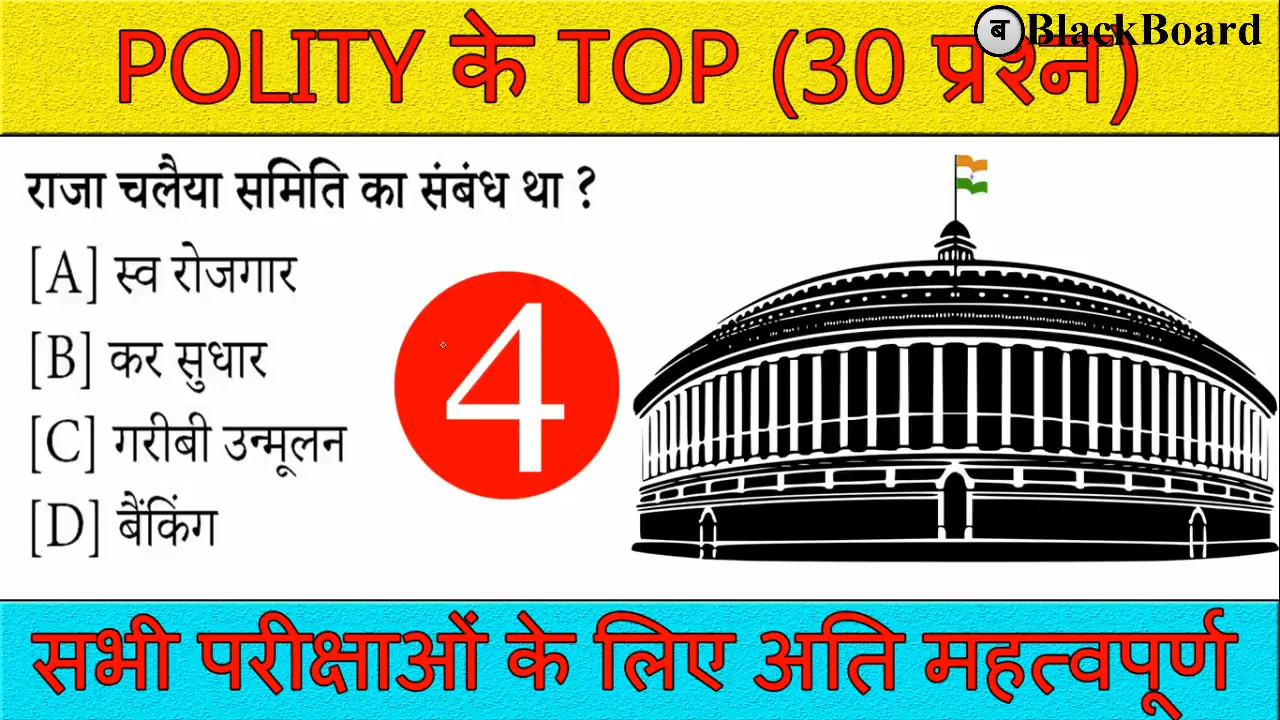 POLITY के TOP (30 प्रश्न)
ब BlackBoard
राजा चलैया समिति का संबंध था ?
[A] स्व रोजगार
[B] कर सुधार
[C] गरीबी उन्मूलन
[D] बैंकिंग
4
सभी परीक्षाओं के लिए अति महत्वपूर्ण